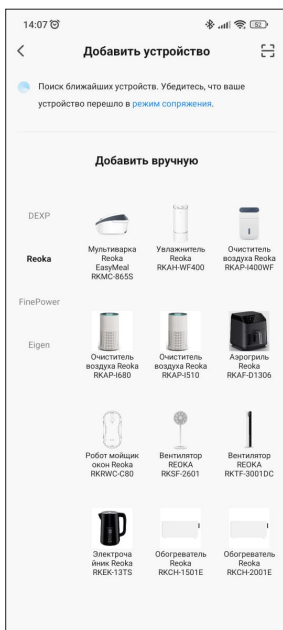 14:07
52
Добавить устройство
Поиск ближайших устройств. Убедитесь, что ваше
устройство перешло в режим сопряжения.
Добавить вручную
DEXP
Reoka
FinePower
Eigen
Мультиварка
Reoka
EasyMeal
RKMC-865S
Увлажнитель
Reoka
RKAH-WF400
Очиститель
воздуха Reoka
RKAP-I400WF
Очиститель
воздуха Reoka
RKAP-I680
Очиститель
воздуха Reoka
RKAP-I510
Аэрогриль
Reoka
RKAF-D1306
Робот мойщик
окон Reoka
RKRWC-C80
Вентилятор
REOKA
RKSF-2601
Вентилятор
REOKA
RKTF-3001DC
Электроча
йник Reoka
RKEK-13TS
Обогреватель
Reoka
RKCH-1501E
Обогреватель
Reoka
RKCH-2001E